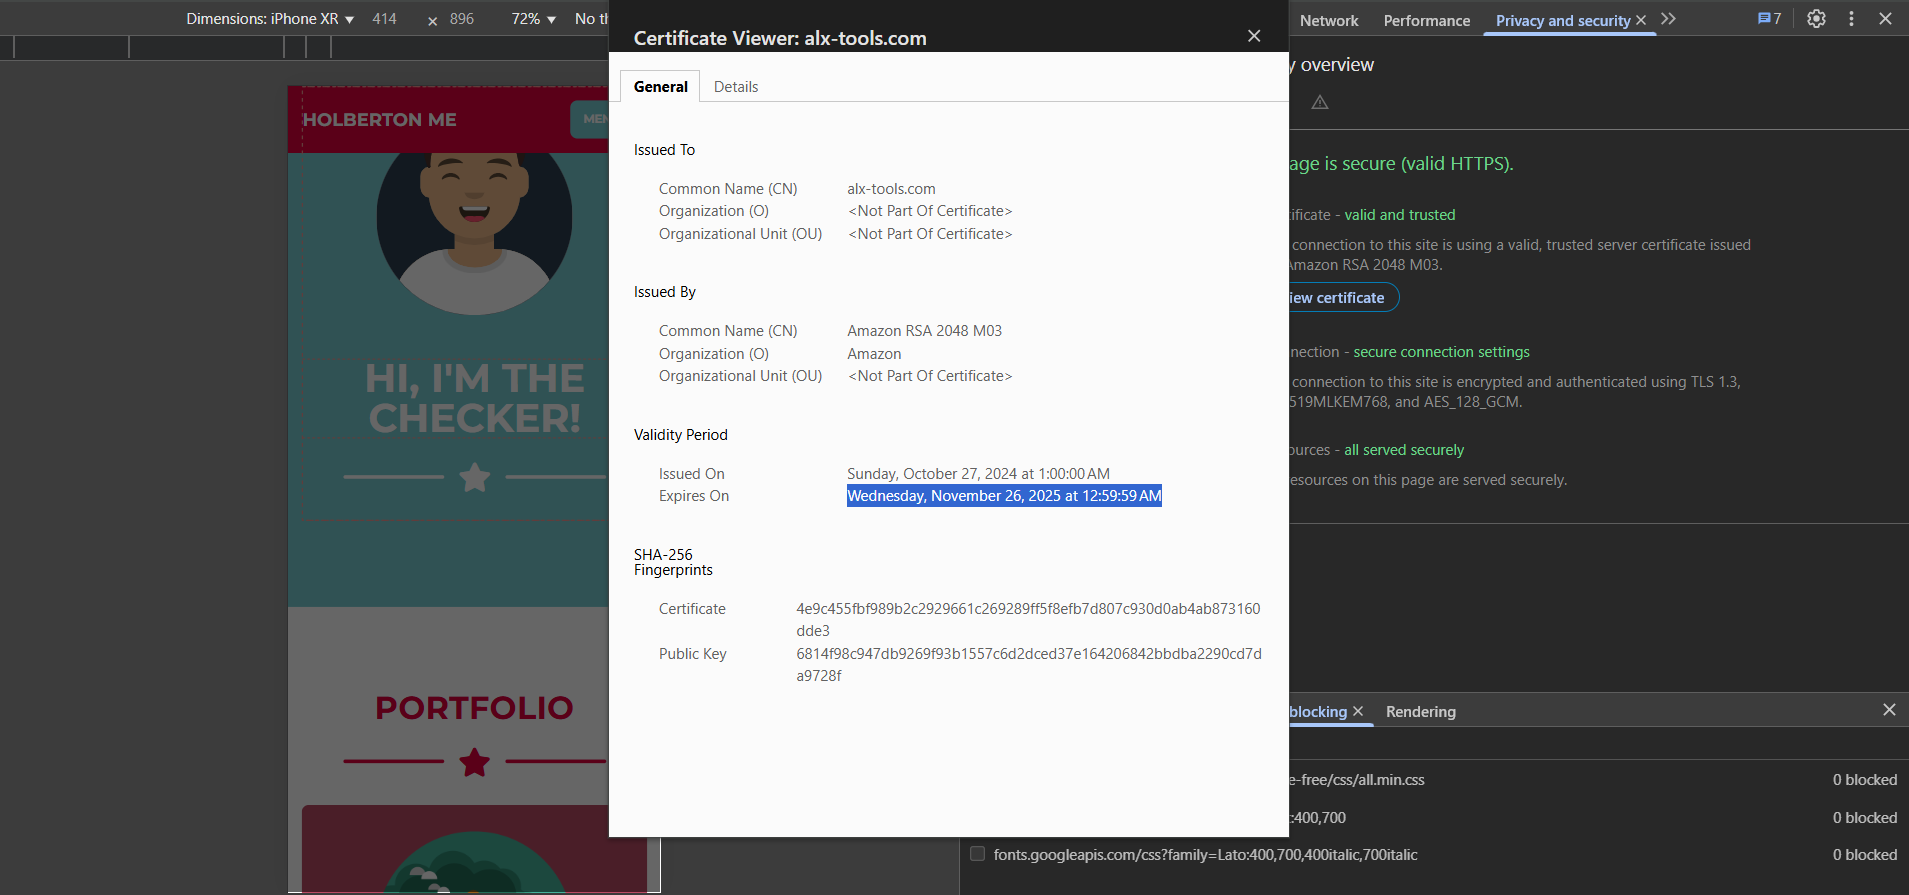 Dimensions: iPhone XR ▼ 414 × 896 72% ▼ No th
Certificate Viewer: alx-tools.com
Network Performance Privacy and security 7
General Details
y overview
HOLBERTON ME
MEN
Issued To
Common Name (CN) alx-tools.com
Organization (O) <Not Part Of Certificate>
Organizational Unit (OU) <Not Part Of Certificate>
age is secure (valid HTTPS).
tificate - valid and trusted
connection to this site is using a valid, trusted server certificate issued
Amazon RSA 2048 M03.
iew certificate
Issued By
Common Name (CN) Amazon RSA 2048 M03
Organization (O) Amazon
Organizational Unit (OU) <Not Part Of Certificate>
nection - secure connection settings
connection to this site is encrypted and authenticated using TLS 1.3,
519MLKEM768, and AES_128_GCM.
HI, I'M THE
CHECKER!
Validity Period
Issued On Sunday, October 27, 2024 at 1:00:00 AM
Expires On Wednesday, November 26, 2025 at 12:59:59 AM
ources - all served securely
resources on this page are served securely.
SHA-256
Fingerprints
Certificate 4e9c455fbf989b2c2929661c269289ff5f8efb7d807c930d0ab4ab873160
dde3
Public Key 6814f98c947db9269f93b1557c6d2dced37e164206842bbdba2290cd7d
a9728f
PORTFOLIO
blocking Rendering
e-free/css/all.min.css 0 blocked
t:400,700 0 blocked
fonts.googleapis.com/css?family=Lato:400,700,400italic,700italic 0 blocked